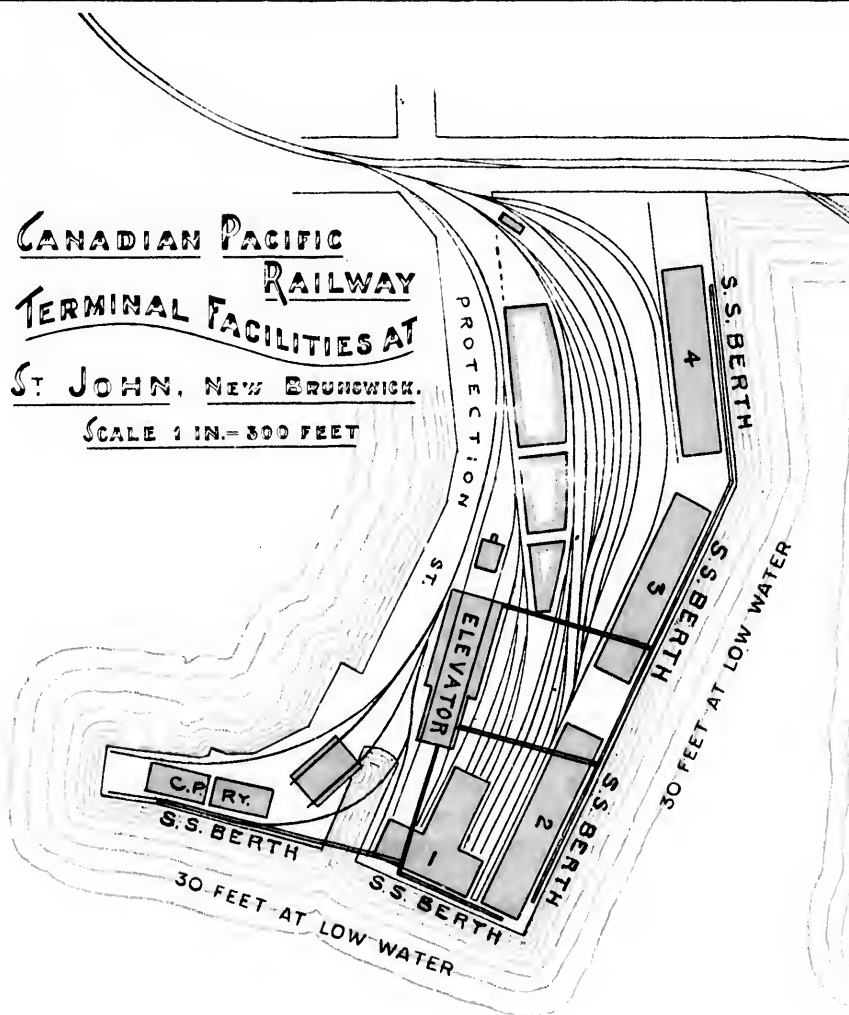 CANADIAN PACIFIC
RAILWAY
TERMINAL FACILITIES AT
ST JOHN, NEW BRUNSWICK.
SCALE 1 IN.= 300 FEET
PROTECTION ST.
4
S.S. BERTH
3
S.S. BERTH
30 FEET AT LOW WATER
ELEVATOR
2
S.S. BERTH
C.P. RY.
S.S. BERTH
1
S.S. BERTH
30 FEET AT LOW WATER